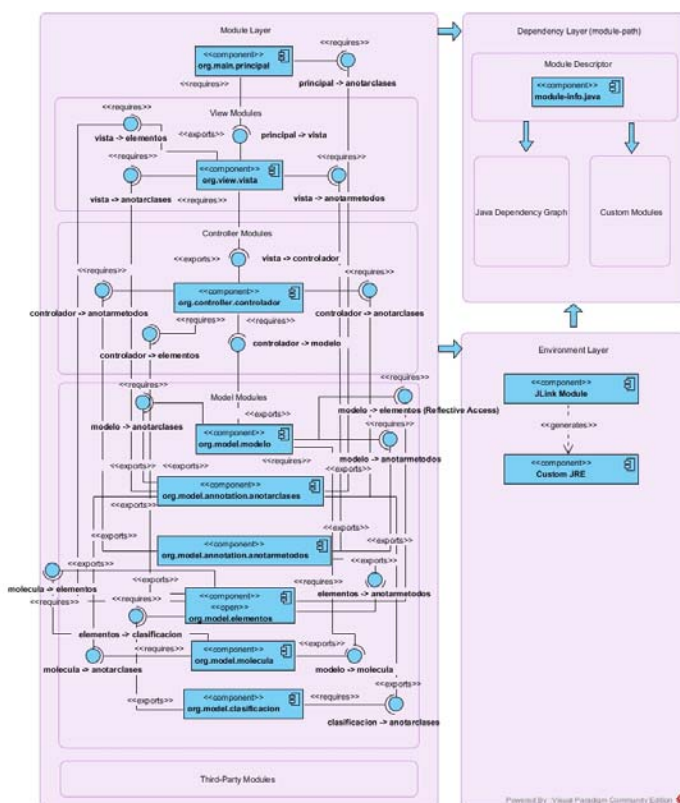 Module Layer
<<component>>
org.main.principal
<<requires>>
principal -> anotarclases
<<requires>>
View Modules
<<requires>>
vista -> elementos
<<exports>>
principal -> vista
<<requires>>
<<component>>
org.view.vista
<<requires>>
vista -> anotarclases
<<requires>>
vista -> anotarmetodos
Controller Modules
<<exports>>
vista -> controlador
<<requires>>
<<component>>
org.controller.controlador
<<requires>>
controlador -> anotarmetodos
<<requires>>
<<requires>>
controlador -> anotarclases
controlador -> elementos
controlador -> modelo
Model Modules
<<requires>>
<<requires>>
modelo -> anotarclases
<<exports>>
modelo -> elementos (Reflective Access)
<<component>>
org.model.modelo
<<requires>>
modelo -> anotarmetodos
<<requires>>
<<exports>>
<<exports>>
<<component>>
org.model.annotation.anotarclases
<<exports>>
<<exports>>
<<component>>
org.model.annotation.anotarmetodos
<<exports>>
<<exports>>
molecula -> elementos
<<exports>>
<<requires>>
<<component>>
<<open>>
org.model.elementos
<<requires>>
elementos -> anotarmetodos
<<requires>>
elementos -> clasificacion
<<requires>>
<<component>>
org.model.molecula
<<exports>>
molecula -> anotarclases
modelo -> molecula
<<exports>>
<<component>>
org.model.clasificacion
<<requires>>
<<exports>>
clasificacion -> anotarclases
Third-Party Modules
Dependency Layer (module-path)
Module Descriptor
<<component>>
module-info.java
Java Dependency Graph
Custom Modules
Environment Layer
<<component>>
JLink Module
<<generates>>
<<component>>
Custom JRE
Powered By: Visual Paradigm Community Edition